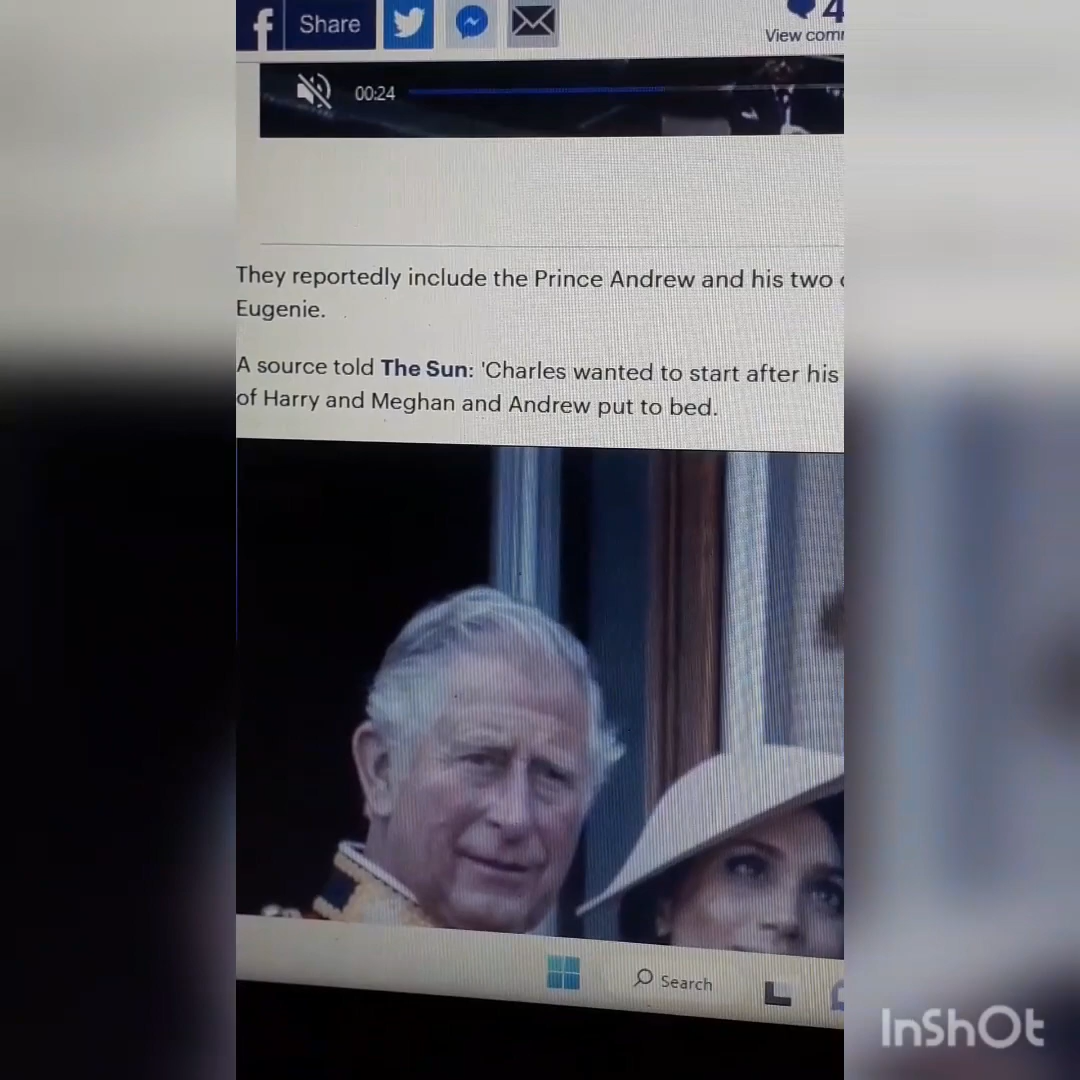 f Share
View com
00:24
They reportedly include the Prince Andrew and his two
Eugenie.
A source told The Sun: 'Charles wanted to start after his
of Harry and Meghan and Andrew put to bed.
Search
InShOt